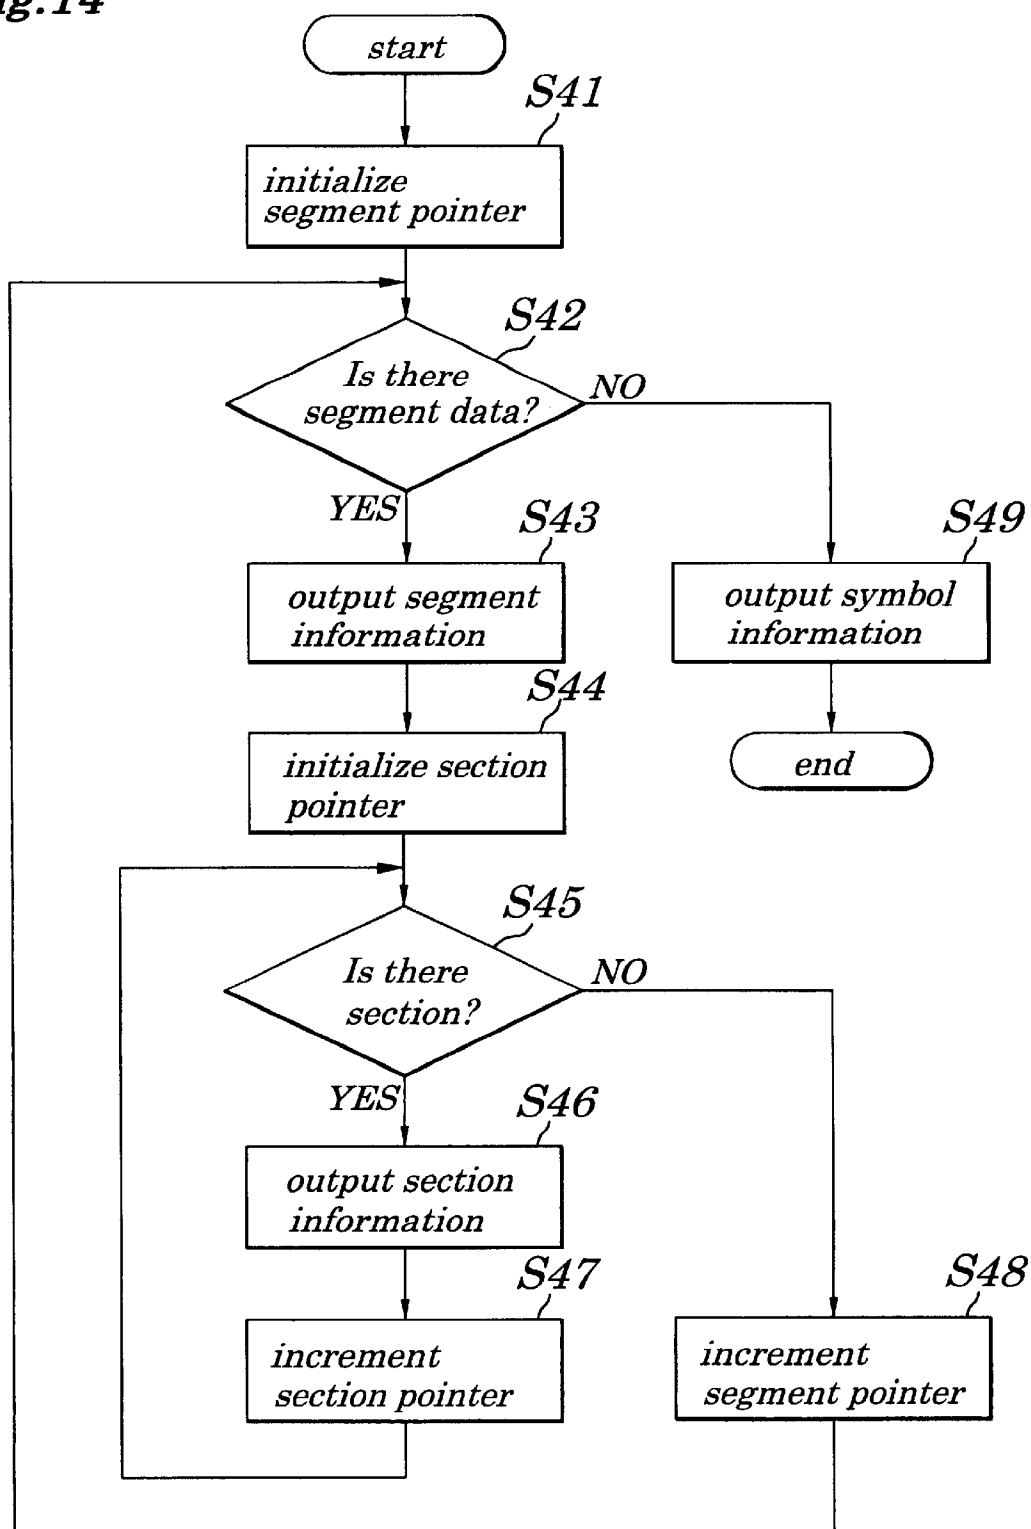 .14
start
S41
initialize
segment pointer
S42
Is there
segment data?
NO
YES
S43
output segment
information
S49
output symbol
information
S44
initialize section
pointer
end
S45
Is there
section?
NO
YES
S46
output section
information
S47
increment
section pointer
S48
increment
segment pointer